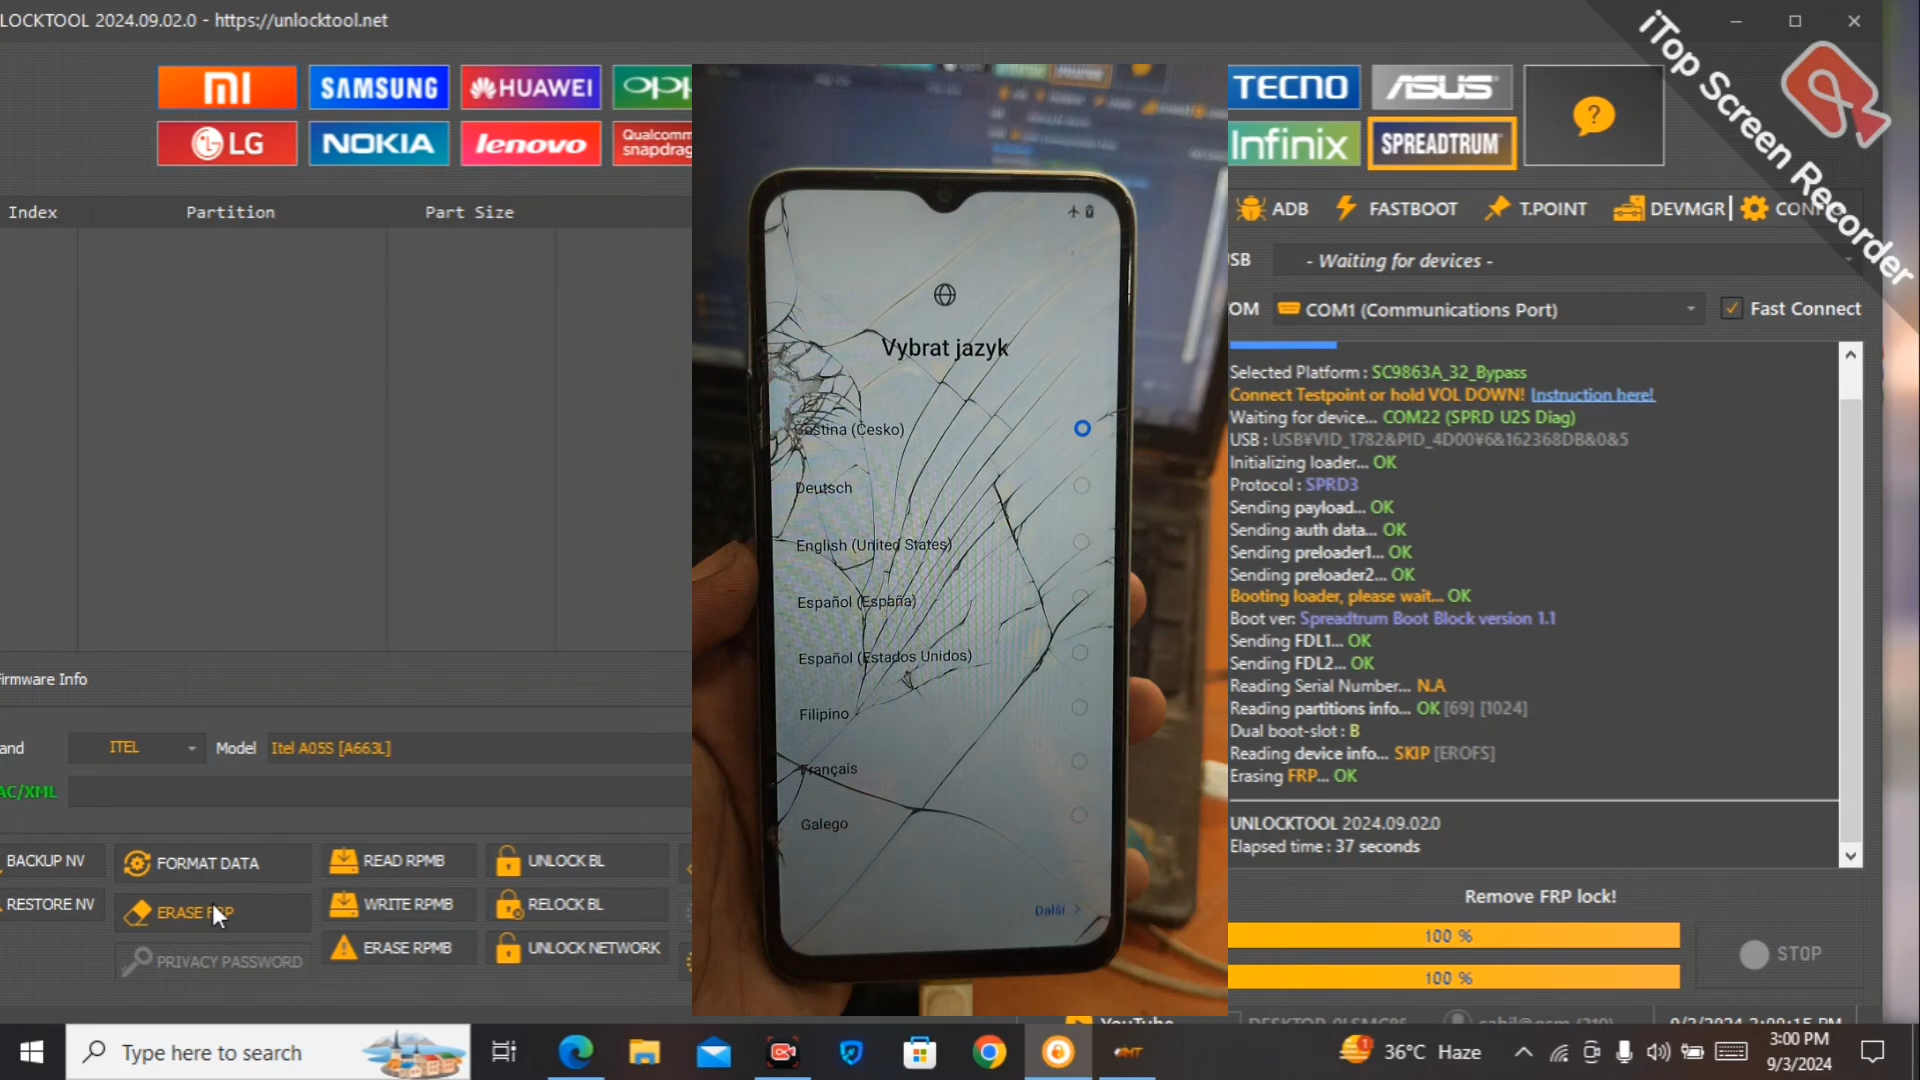 LOCKTOOL 2024.09.02.0 - https://unlocktool.net
MI SAMSUNG HUAWEI OPP TECNO ASUS ?
LG NOKIA lenovo Qualcomm snapdrag Infinix SPREADTRUM
iTop Screen Recorder
Index Partition Part Size
ADB FASTBOOT T.POINT DEVMGR
SB - Waiting for devices -
OM COM1 (Communications Port) Fast Connect
Selected Platform : SC9863A_32_Bypass
Connect Testpoint or hold VOL DOWN! Instruction here!
Waiting for device... COM22 (SPRD U2S Diag)
USB : USB¥VID_1782&PID_4D00¥6&162368DB&0&5
Initializing loader... OK
Protocol : SPRD3
Sending payload... OK
Sending auth data... OK
Sending preloader1... OK
Sending preloader2... OK
Booting loader, please wait... OK
Boot ver: Spreadtrum Boot Block version 1.1
Sending FDL1... OK
Sending FDL2... OK
Reading Serial Number... N.A
Reading partitions info... OK [69] [1024]
Dual boot-slot : B
Reading device info... SKIP [EROFS]
Erasing FRP... OK
UNLOCKTOOL 2024.09.02.0
Elapsed time : 37 seconds
Remove FRP lock!
100 %
100 %
STOP
Vybrat jazyk
Čeština (Česko)
Deutsch
English (United States)
Español (España)
Español (Estados Unidos)
Filipino
Français
Galego
Další
irmware Info
and ITEL Model Itel A05S [A663L]
AC/XML
BACKUP NV FORMAT DATA READ RPMB UNLOCK BL
RESTORE NV ERASE FRP WRITE RPMB RELOCK BL
PRIVACY PASSWORD ERASE RPMB UNLOCK NETWORK
Type here to search
36°C Haze
3:00 PM
9/3/2024